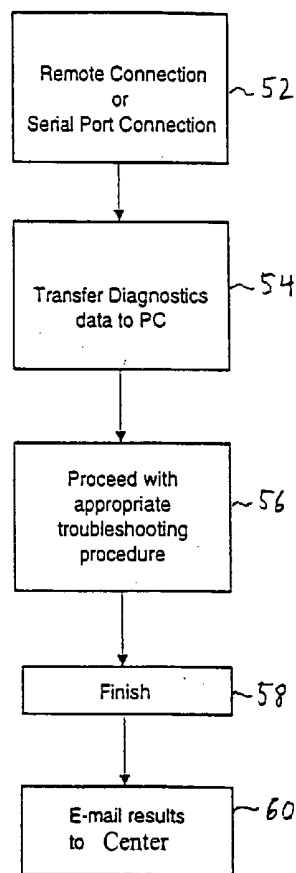 Remote Connection
or
Serial Port Connection
52
Transfer Diagnostics
data to PC
54
Proceed with
appropriate
troubleshooting
procedure
56
Finish
58
E-mail results
to Center
60